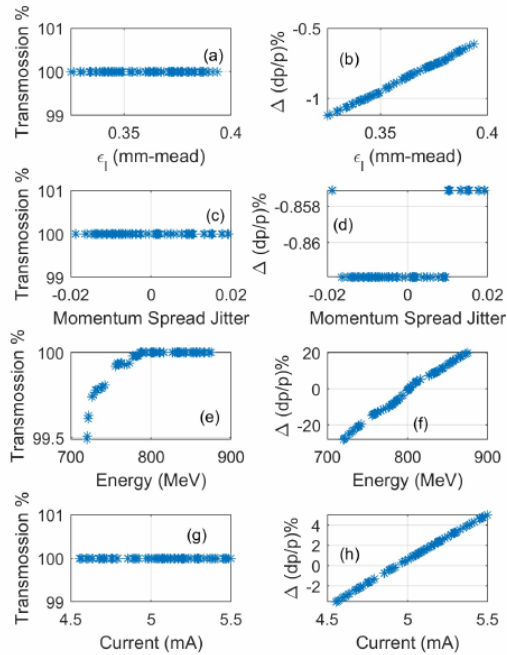 101
100
99
Transmossion %
(a)
0.35
0.4
ϵ_l (mm-mead)
-0.5
-1
Δ (dp/p)%
(b)
0.35
0.4
ϵ_l (mm-mead)
101
100
99
Transmossion %
(c)
-0.02
0
0.02
Momentum Spread Jitter
-0.858
-0.86
Δ (dp/p)%
(d)
-0.02
0
0.02
Momentum Spread Jitter
100
99.5
Transmossion %
(e)
700
800
900
Energy (MeV)
20
0
-20
Δ (dp/p)%
(f)
700
800
900
Energy (MeV)
101
100
99
Transmossion %
(g)
4.5
5
5.5
Current (mA)
4
2
0
-2
Δ (dp/p)%
(h)
4.5
5
5.5
Current (mA)